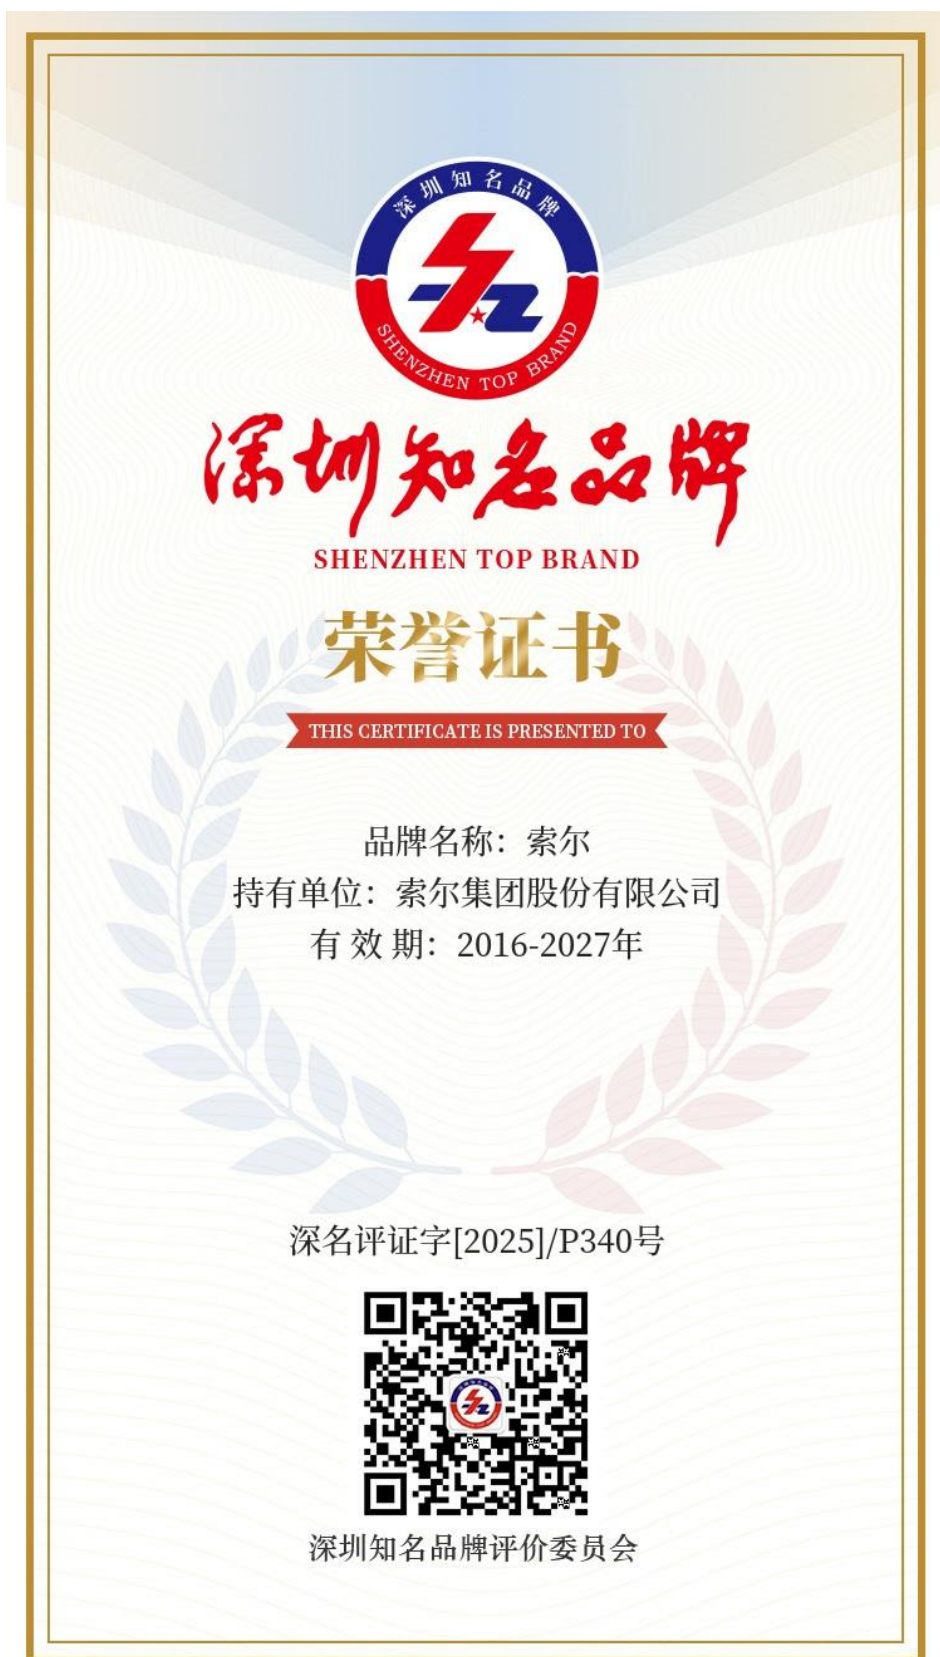 深圳知名品牌
SHENZHEN TOP BRAND
深圳知名品牌
SHENZHEN TOP BRAND
荣誉证书
THIS CERTIFICATE IS PRESENTED TO
品牌名称：索尔
持有单位：索尔集团股份有限公司
有 效 期：2016-2027年
深名评证字[2025]/P340号
深圳知名品牌评价委员会